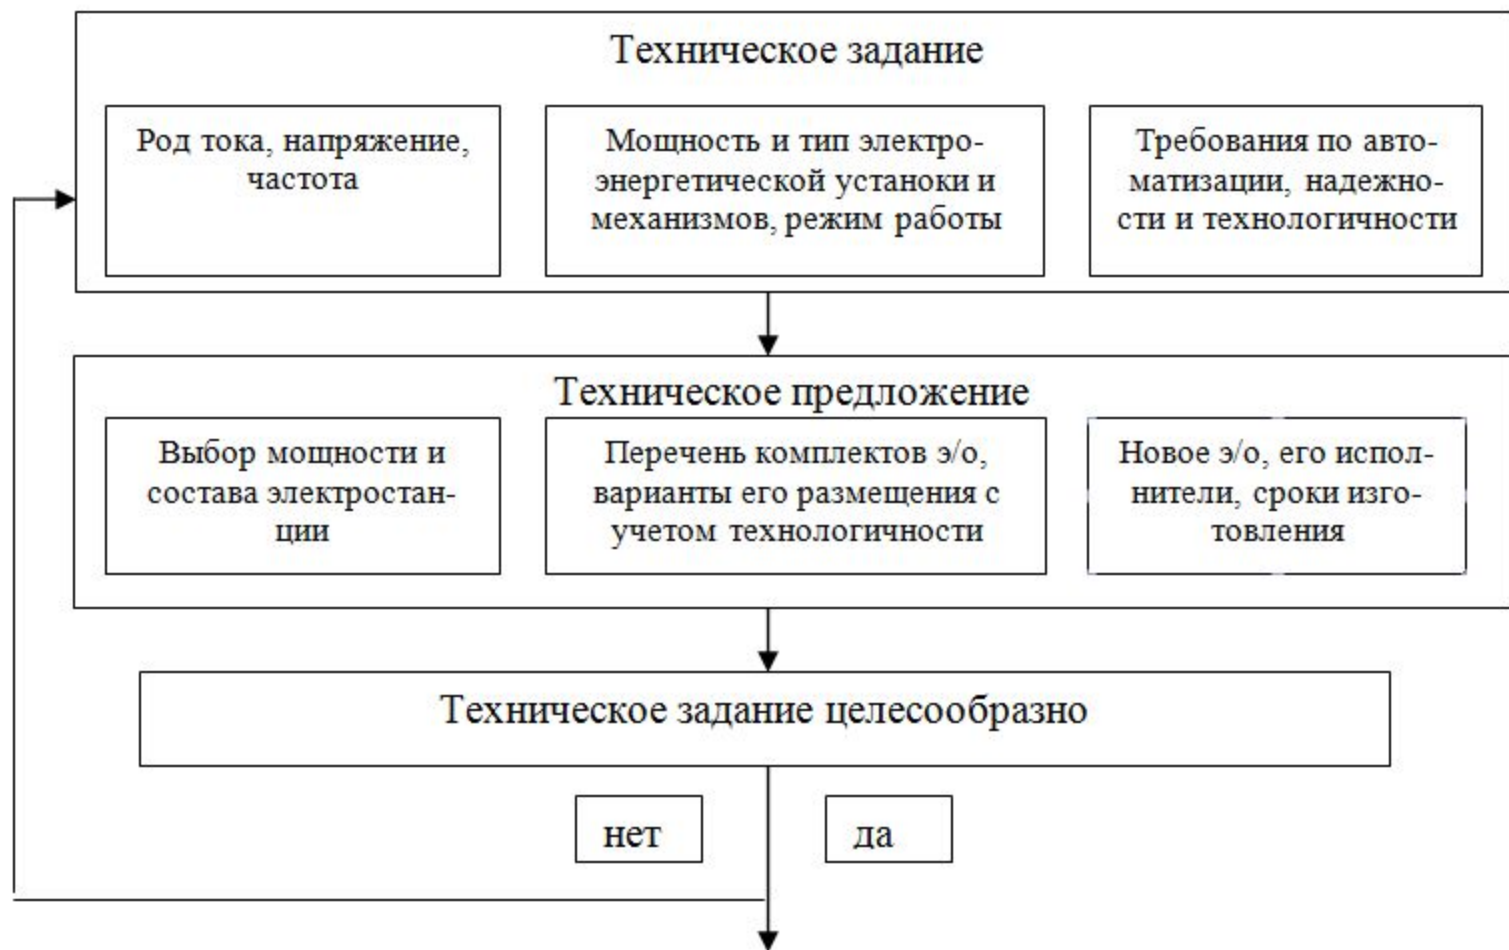 Техническое задание
Род тока, напряжение,
частота
Мощность и тип электро-
энергетической устаноки и
механизмов, режим работы
Требования по авто-
матизации, надежно-
сти и технологичности
Техническое предложение
Выбор мощности и
состава электростан-
ции
Перечень комплектов э/о,
варианты его размещения с
учетом технологичности
Новое э/о, его испол-
нители, сроки изго-
товления
Техническое задание целесообразно
нет
да